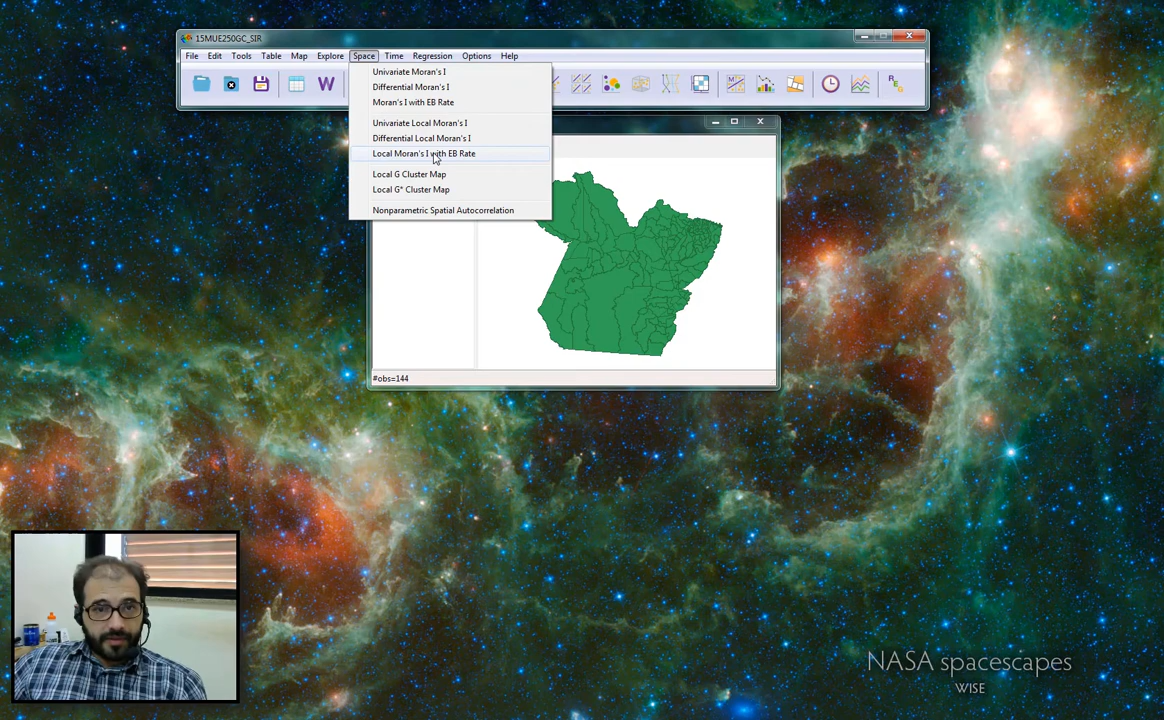 15MUE250GC_SIR
File Edit Tools Table Map Explore Space Time Regression Options Help
W
REG
Univariate Moran's I
Differential Moran's I
Moran's I with EB Rate
Univariate Local Moran's I
Differential Local Moran's I
Local Moran's I with EB Rate
Local G Cluster Map
Local G* Cluster Map
Nonparametric Spatial Autocorrelation
#obs=144
NASA spacescapes
WISE